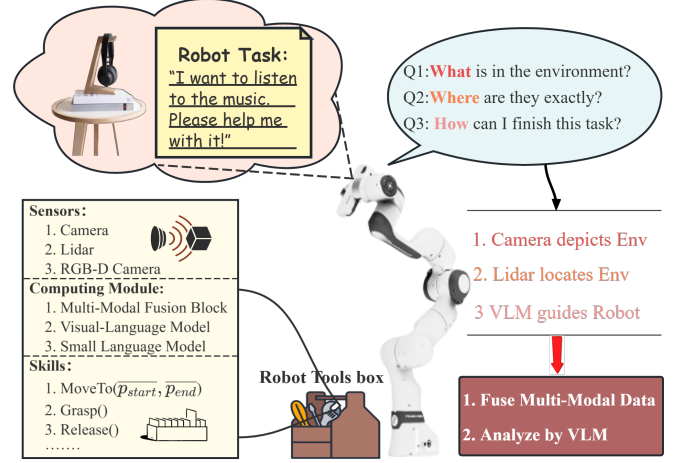 Robot Task:
“I want to listen
to the music.
Please help me
with it!”
Q1:What is in the environment?
Q2:Where are they exactly?
Q3: How can I finish this task?
Sensors:
1. Camera
2. Lidar
3. RGB-D Camera
Computing Module:
1. Multi-Modal Fusion Block
2. Visual-Language Model
3. Small Language Model
Skills:
1. MoveTo(p_start, p_end)
2. Grasp()
3. Release()
.......
Robot Tools box
1. Camera depicts Env
2. Lidar locates Env
3 VLM guides Robot
1. Fuse Multi-Modal Data
2. Analyze by VLM